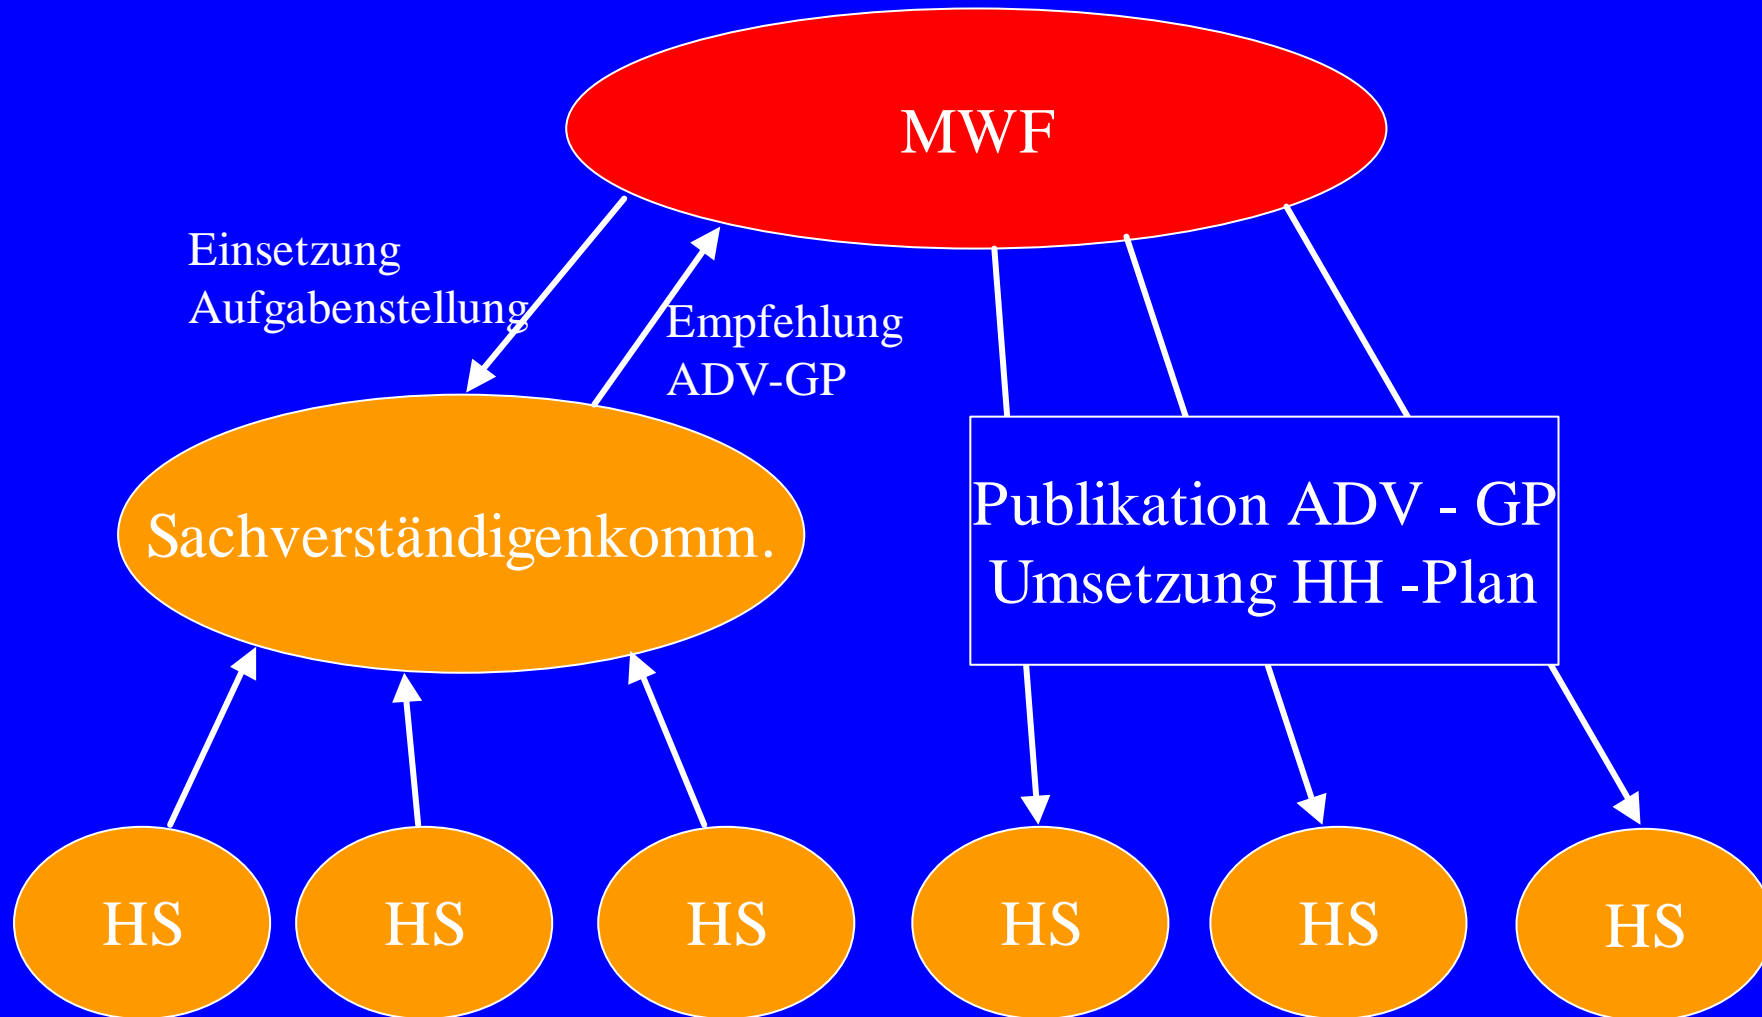 MWF
Einsetzung
Aufgabenstellung
Empfehlung
ADV-GP
Sachverständigenkomm.
Publikation ADV - GP
Umsetzung HH -Plan
HS
HS
HS
HS
HS
HS